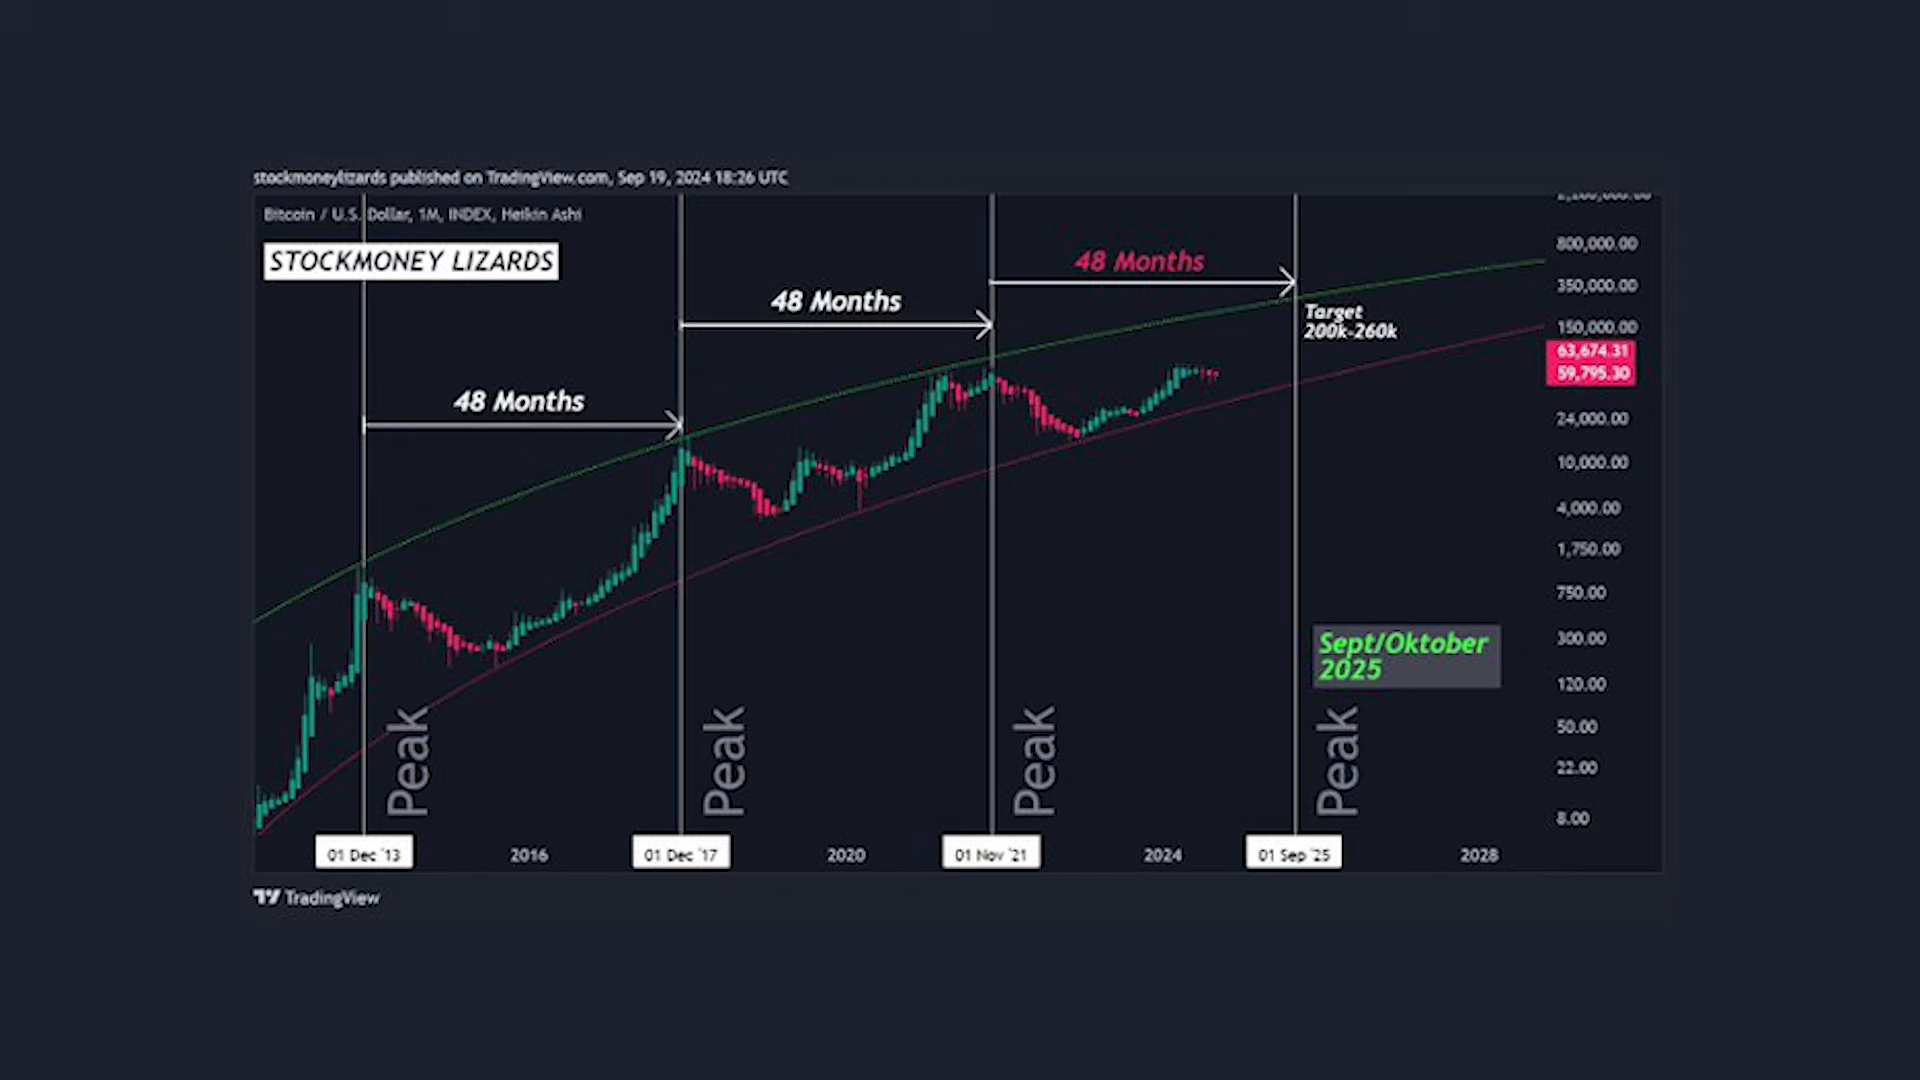 stockmoneylizards published on TradingView.com, Sep 19, 2024 18:26 UTC
Bitcoin / U.S. Dollar, 1M, INDEX, Heikin Ashi
STOCKMONEY LIZARDS
48 Months
48 Months
48 Months
Target
200k-260k
800,000.00
350,000.00
150,000.00
63,674.31
59,795.30
24,000.00
10,000.00
4,000.00
1,750.00
750.00
300.00
120.00
50.00
22.00
8.00
Sept/Oktober
2025
Peak
Peak
Peak
Peak
01 Dec '13
2016
01 Dec '17
2020
01 Nov '21
2024
01 Sep '25
2028
TradingView